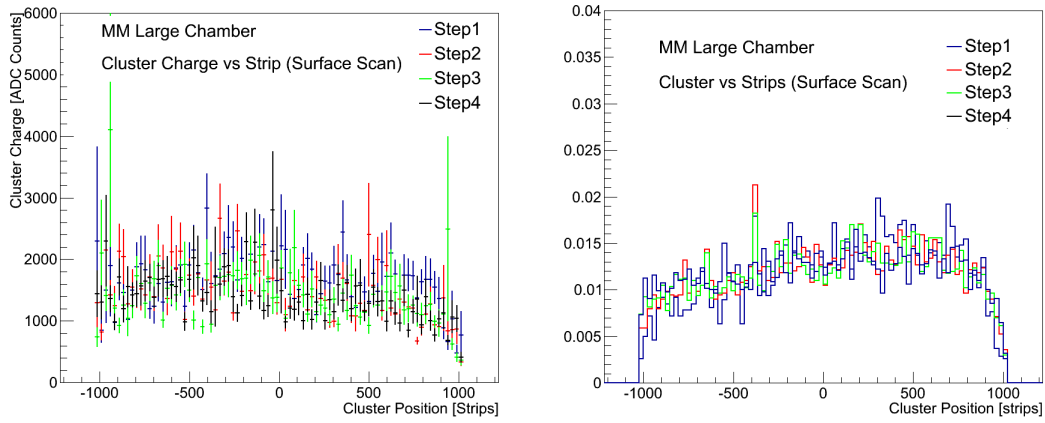 MM Large Chamber
Cluster Charge vs Strip (Surface Scan)
Step1
Step2
Step3
Step4
Cluster Charge [ADC Counts]
6000
5000
4000
3000
2000
1000
0
-1000
-500
0
500
1000
Cluster Position [Strips]
MM Large Chamber
Cluster vs Strips (Surface Scan)
Step1
Step2
Step3
Step4
0.04
0.035
0.03
0.025
0.02
0.015
0.01
0.005
0
-1000
-500
0
500
1000
Cluster Position [strips]